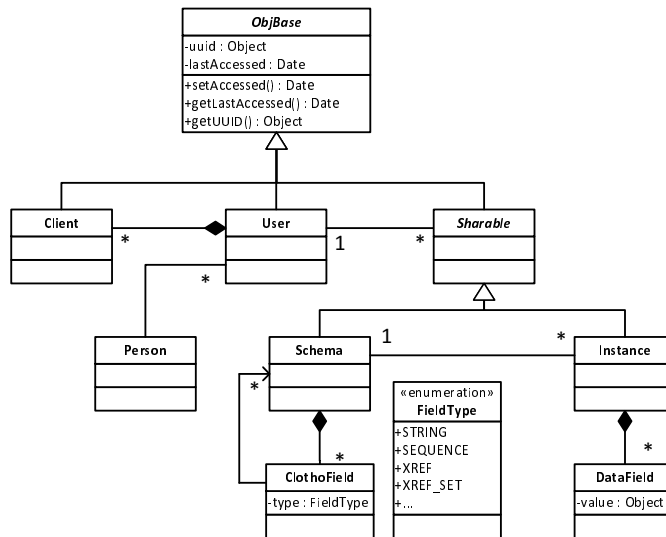 ObjBase
-uuid : Object
-lastAccessed : Date
+setAccessed() : Date
+getLastAccessed() : Date
+getUUID() : Object
Client
User
Sharable
*
*
1
*
Person
Schema
Instance
1
*
*
«enumeration»
FieldType
+STRING
+SEQUENCE
+XREF
+XREF_SET
+...
*
*
ClothoField
-type : FieldType
DataField
-value : Object